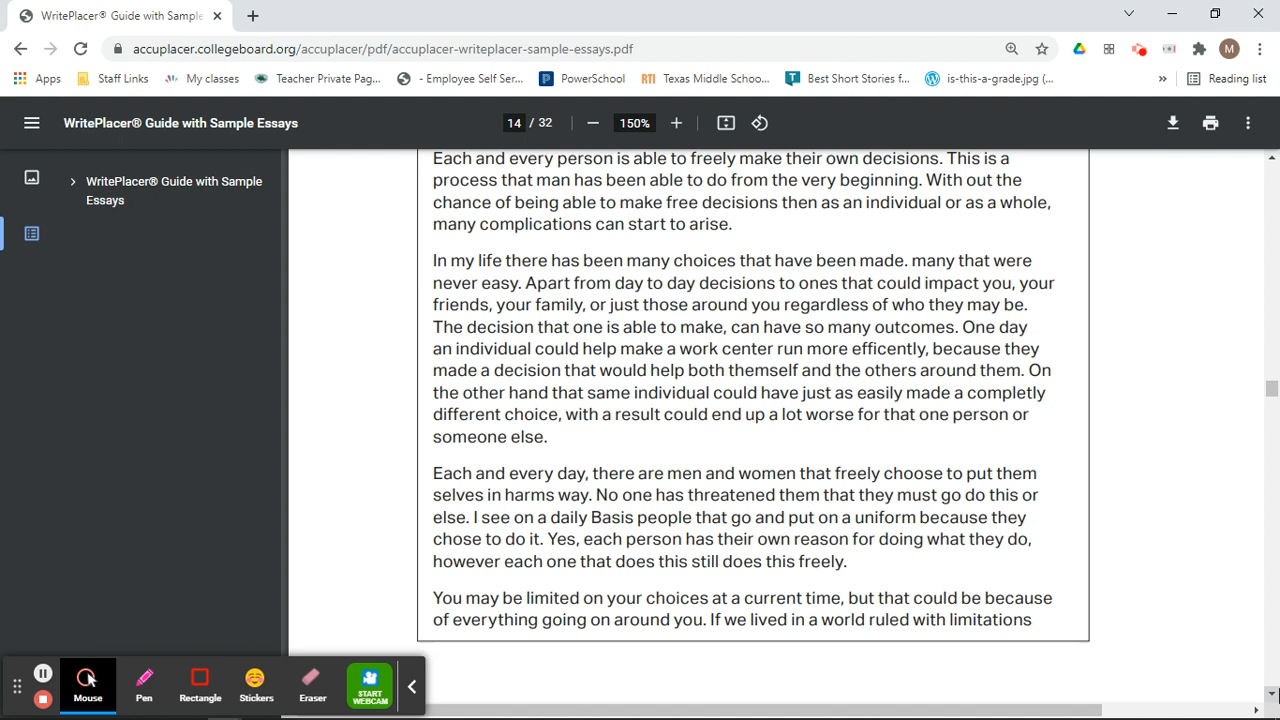 WritePlacer® Guide with Sample
accuplacer.collegeboard.org/accuplacer/pdf/accuplacer-writeplacer-sample-essays.pdf
M
Apps Staff Links My classes Teacher Private Pag... - Employee Self Ser... P PowerSchool RTI Texas Middle Schoo... T Best Short Stories f... is-this-a-grade.jpg (... » Reading list
WritePlacer® Guide with Sample Essays 14 / 32 150%
WritePlacer® Guide with Sample
Essays
Each and every person is able to freely make their own decisions. This is a
process that man has been able to do from the very beginning. With out the
chance of being able to make free decisions then as an individual or as a whole,
many complications can start to arise.
In my life there has been many choices that have been made. many that were
never easy. Apart from day to day decisions to ones that could impact you, your
friends, your family, or just those around you regardless of who they may be.
The decision that one is able to make, can have so many outcomes. One day
an individual could help make a work center run more efficently, because they
made a decision that would help both themself and the others around them. On
the other hand that same individual could have just as easily made a completly
different choice, with a result could end up a lot worse for that one person or
someone else.
Each and every day, there are men and women that freely choose to put them
selves in harms way. No one has threatened them that they must go do this or
else. I see on a daily Basis people that go and put on a uniform because they
chose to do it. Yes, each person has their own reason for doing what they do,
however each one that does this still does this freely.
You may be limited on your choices at a current time, but that could be because
of everything going on around you. If we lived in a world ruled with limitations
Mouse Pen Rectangle Stickers Eraser START
WEBCAM